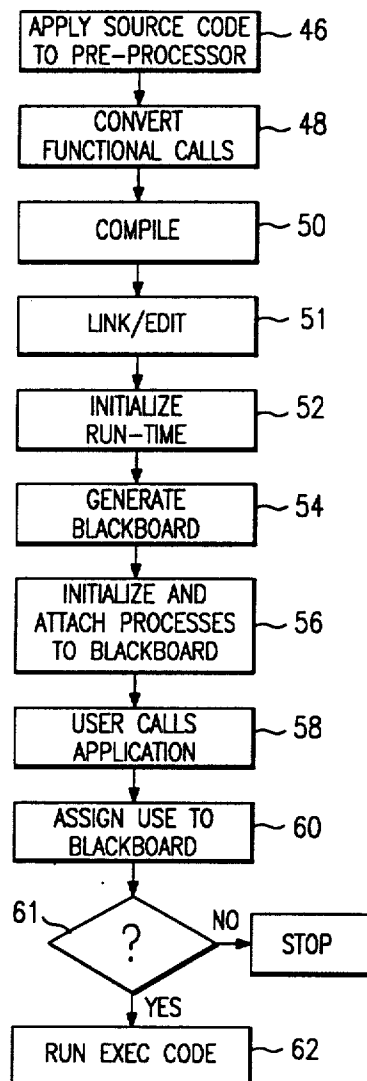 APPLY SOURCE CODE
TO PRE-PROCESSOR
46
CONVERT
FUNCTIONAL CALLS
48
COMPILE
50
LINK/EDIT
51
INITIALIZE
RUN-TIME
52
GENERATE
BLACKBOARD
54
INITIALIZE AND
ATTACH PROCESSES
TO BLACKBOARD
56
USER CALLS
APPLICATION
58
ASSIGN USE TO
BLACKBOARD
60
61
?
NO
STOP
YES
RUN EXEC CODE
62